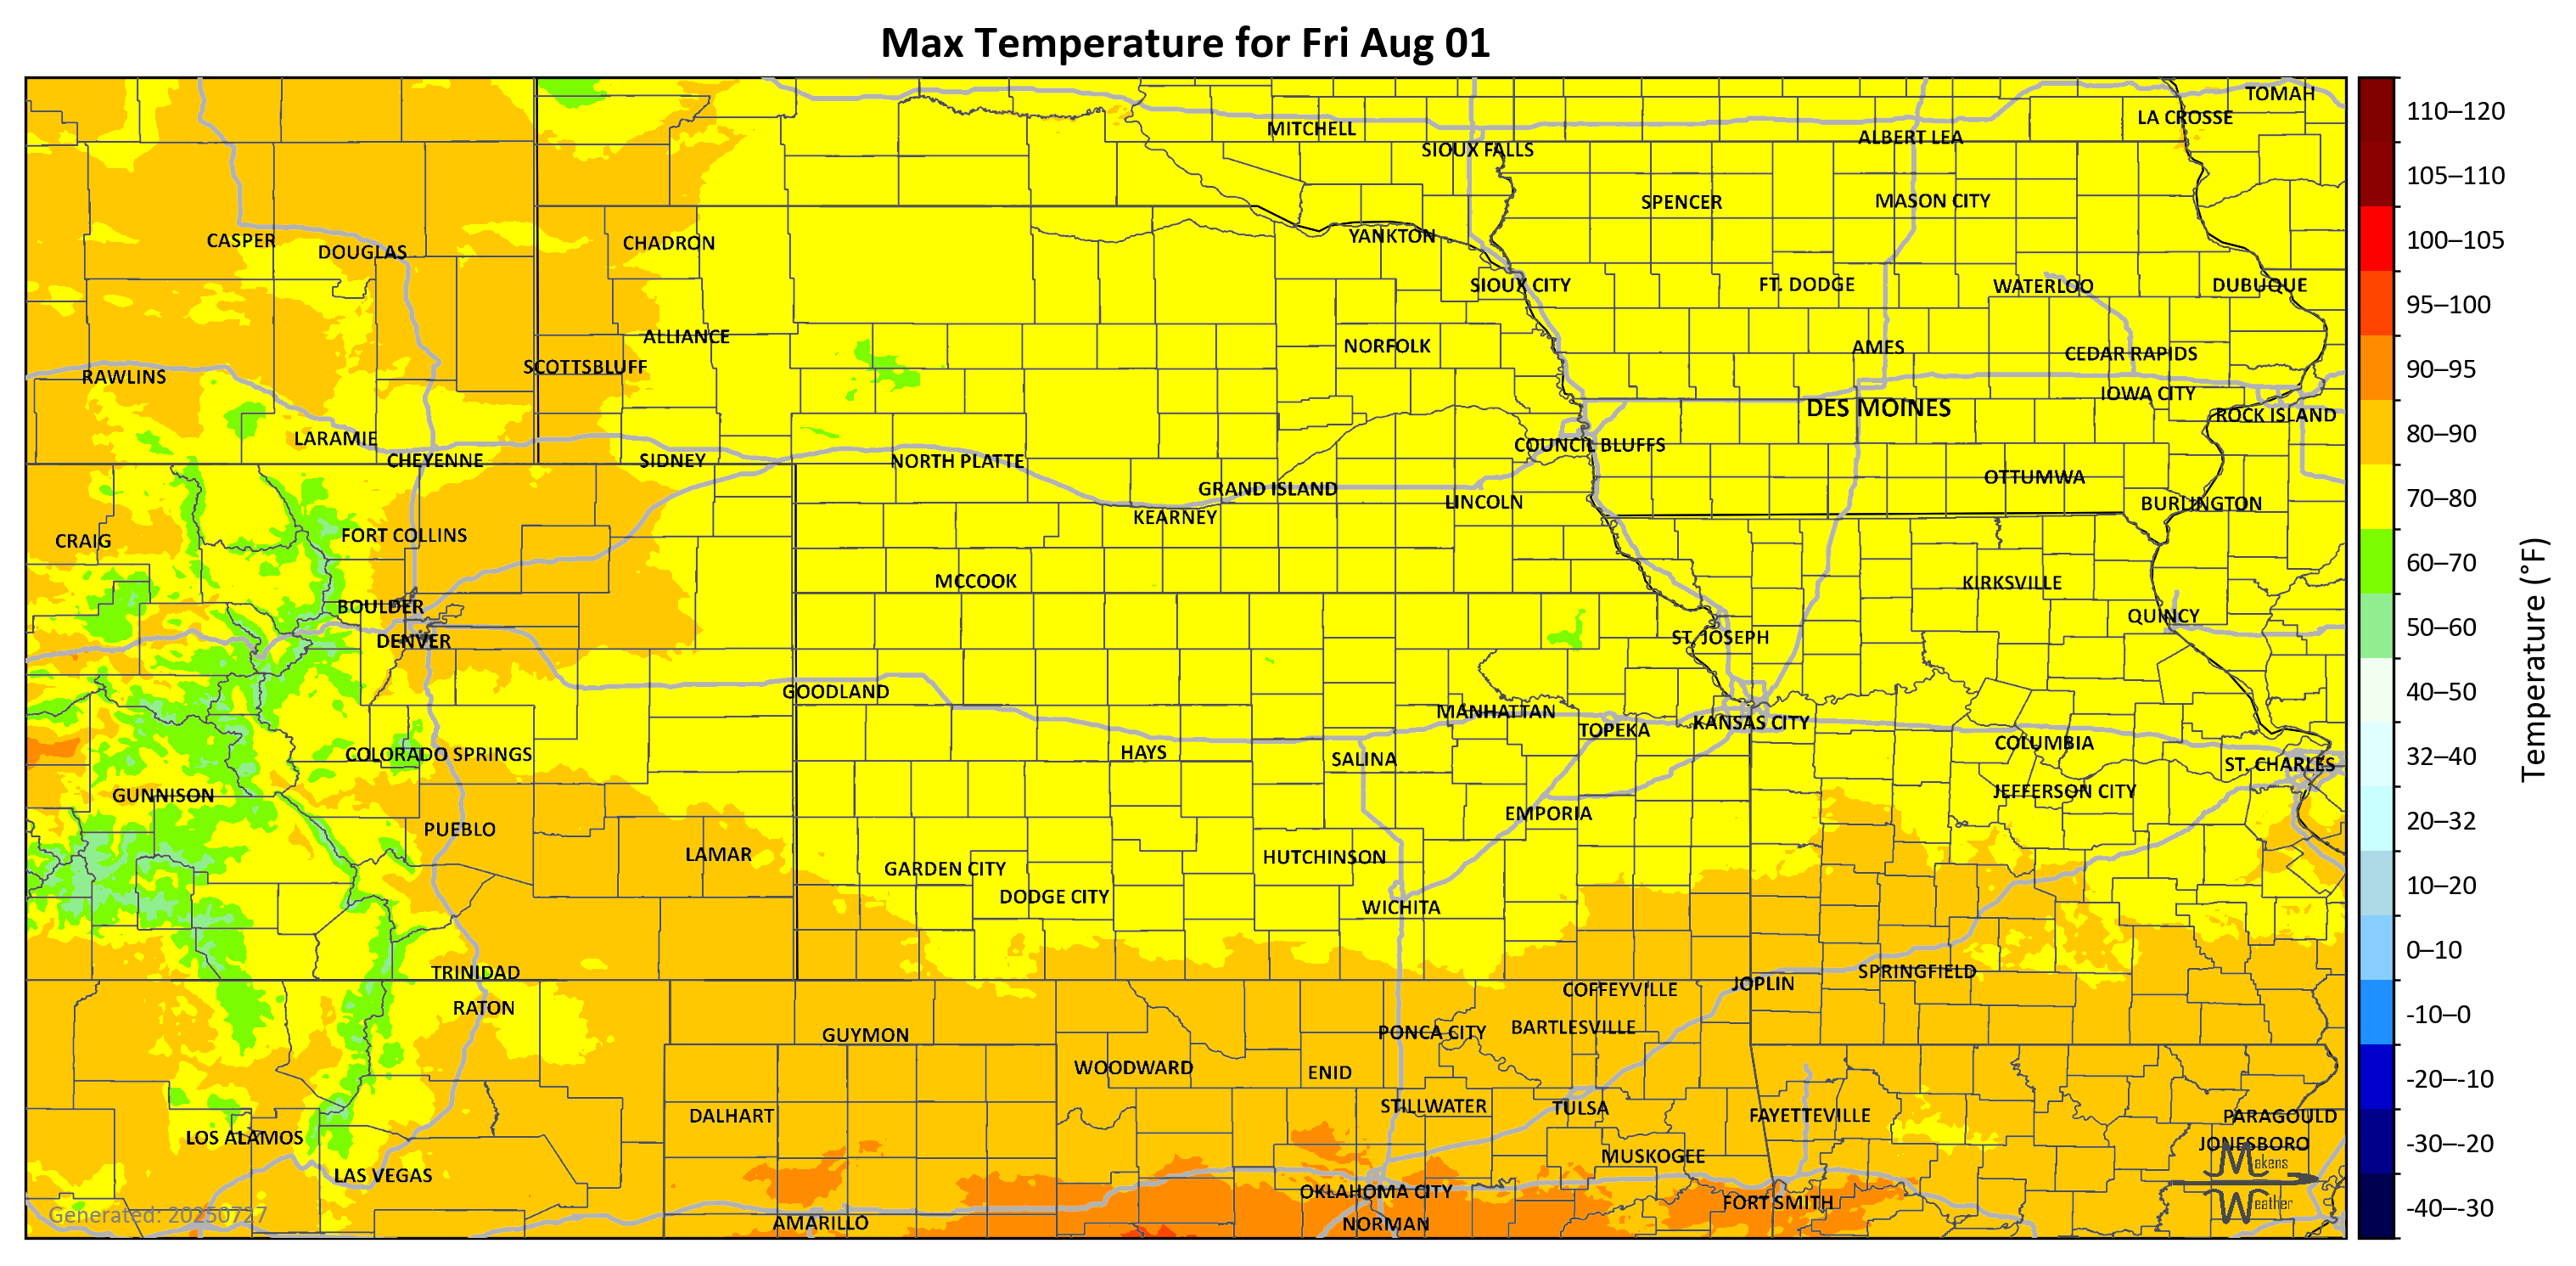 Max Temperature for Fri Aug 01
TOMAH
LA CROSSE
MITCHELL
ALBERT LEA
SIOUX FALLS
SPENCER
MASON CITY
CASPER
DOUGLAS
CHADRON
YANKTON
SIOUX CITY
FT. DODGE
WATERLOO
DUBUQUE
ALLIANCE
NORFOLK
AMES
CEDAR RAPIDS
SCOTTSBLUFF
RAWLINS
IOWA CITY
DES MOINES
ROCK ISLAND
LARAMIE
COUNCIL BLUFFS
CHEYENNE
SIDNEY
NORTH PLATTE
OTTUMWA
GRAND ISLAND
LINCOLN
BURLINGTON
KEARNEY
FORT COLLINS
CRAIG
MCCOOK
KIRKSVILLE
BOULDER
QUINCY
DENVER
ST. JOSEPH
GOODLAND
MANHATTAN
KANSAS CITY
TOPEKA
COLUMBIA
COLORADO SPRINGS
HAYS
SALINA
ST. CHARLES
GUNNISON
JEFFERSON CITY
EMPORIA
PUEBLO
LAMAR
HUTCHINSON
GARDEN CITY
DODGE CITY
WICHITA
TRINIDAD
SPRINGFIELD
JOPLIN
COFFEYVILLE
RATON
BARTLESVILLE
PONCA CITY
GUYMON
WOODWARD
ENID
STILLWATER
TULSA
DALHART
FAYETTEVILLE
PARAGOULD
LOS ALAMOS
JONESBORO
MUSKOGEE
LAS VEGAS
OKLAHOMA CITY
FORT SMITH
AMARILLO
NORMAN
Makens
Weather
Generated: 20250727
110–120
105–110
100–105
95–100
90–95
80–90
70–80
60–70
50–60
40–50
32–40
20–32
10–20
0–10
-10–0
-20–-10
-30–-20
-40–-30
Temperature (°F)